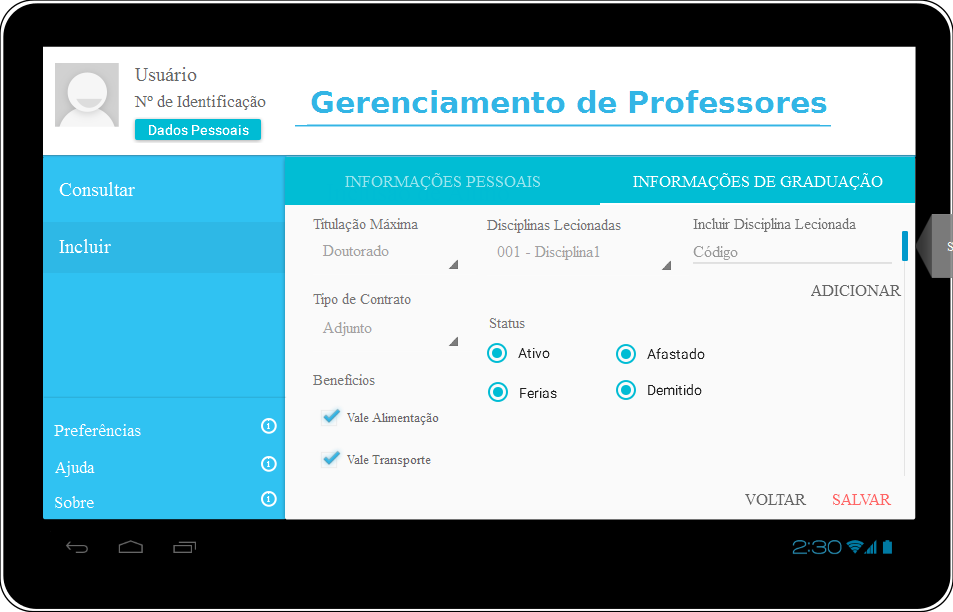 Usuário
Nº de Identificação
Dados Pessoais
Gerenciamento de Professores
Consultar
Incluir
Preferências
Ajuda
Sobre
INFORMAÇÕES PESSOAIS
INFORMAÇÕES DE GRADUAÇÃO
Titulação Máxima
Doutorado
Disciplinas Lecionadas
001 - Disciplina1
Incluir Disciplina Lecionada
Código
ADICIONAR
Tipo de Contrato
Adjunto
Status
Ativo
Afastado
Ferias
Demitido
Beneficios
Vale Alimentação
Vale Transporte
VOLTAR
SALVAR
S
2:30